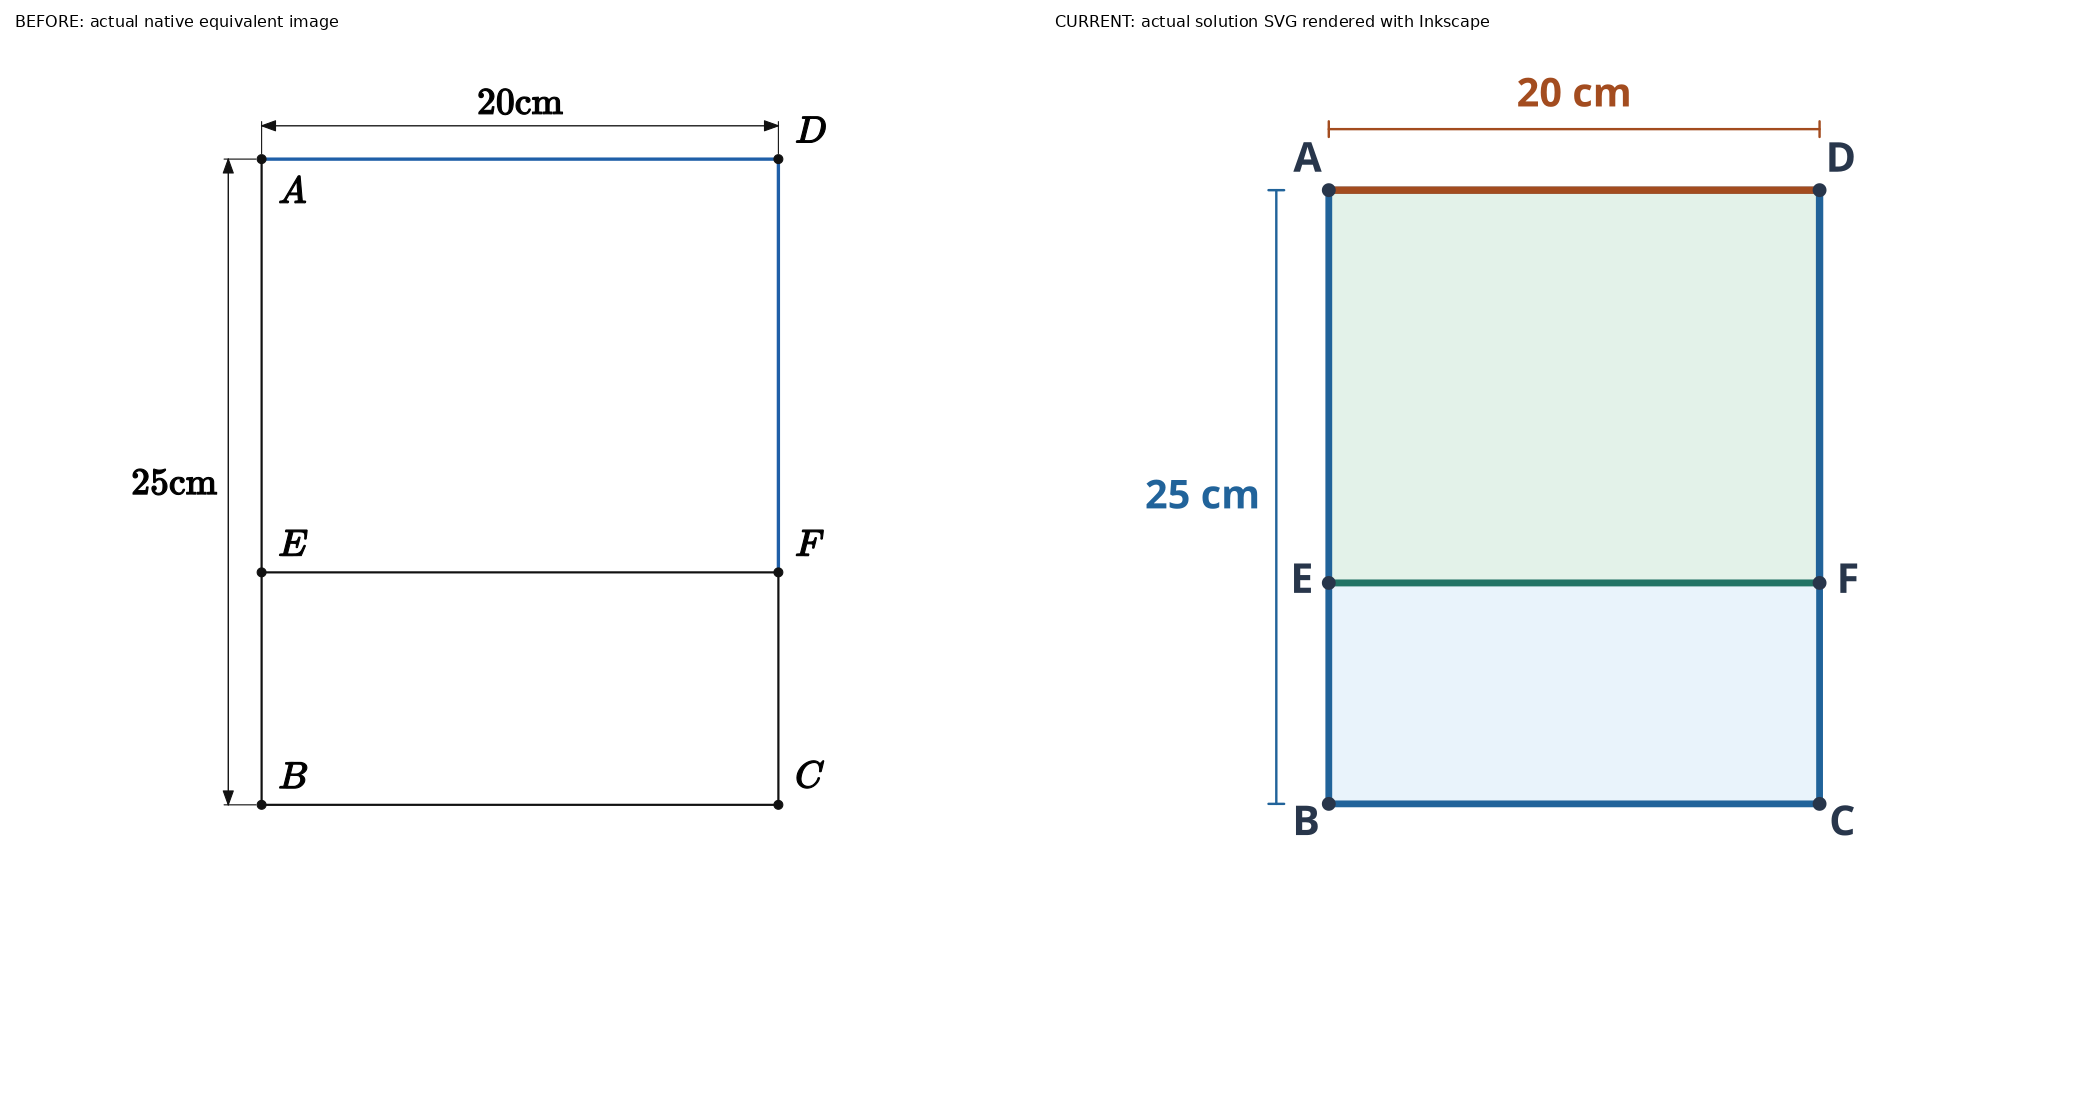 BEFORE: actual native equivalent image
20cm
D
A
25cm
E
F
B
C
CURRENT: actual solution SVG rendered with Inkscape
20 cm
A
D
25 cm
E
F
B
C